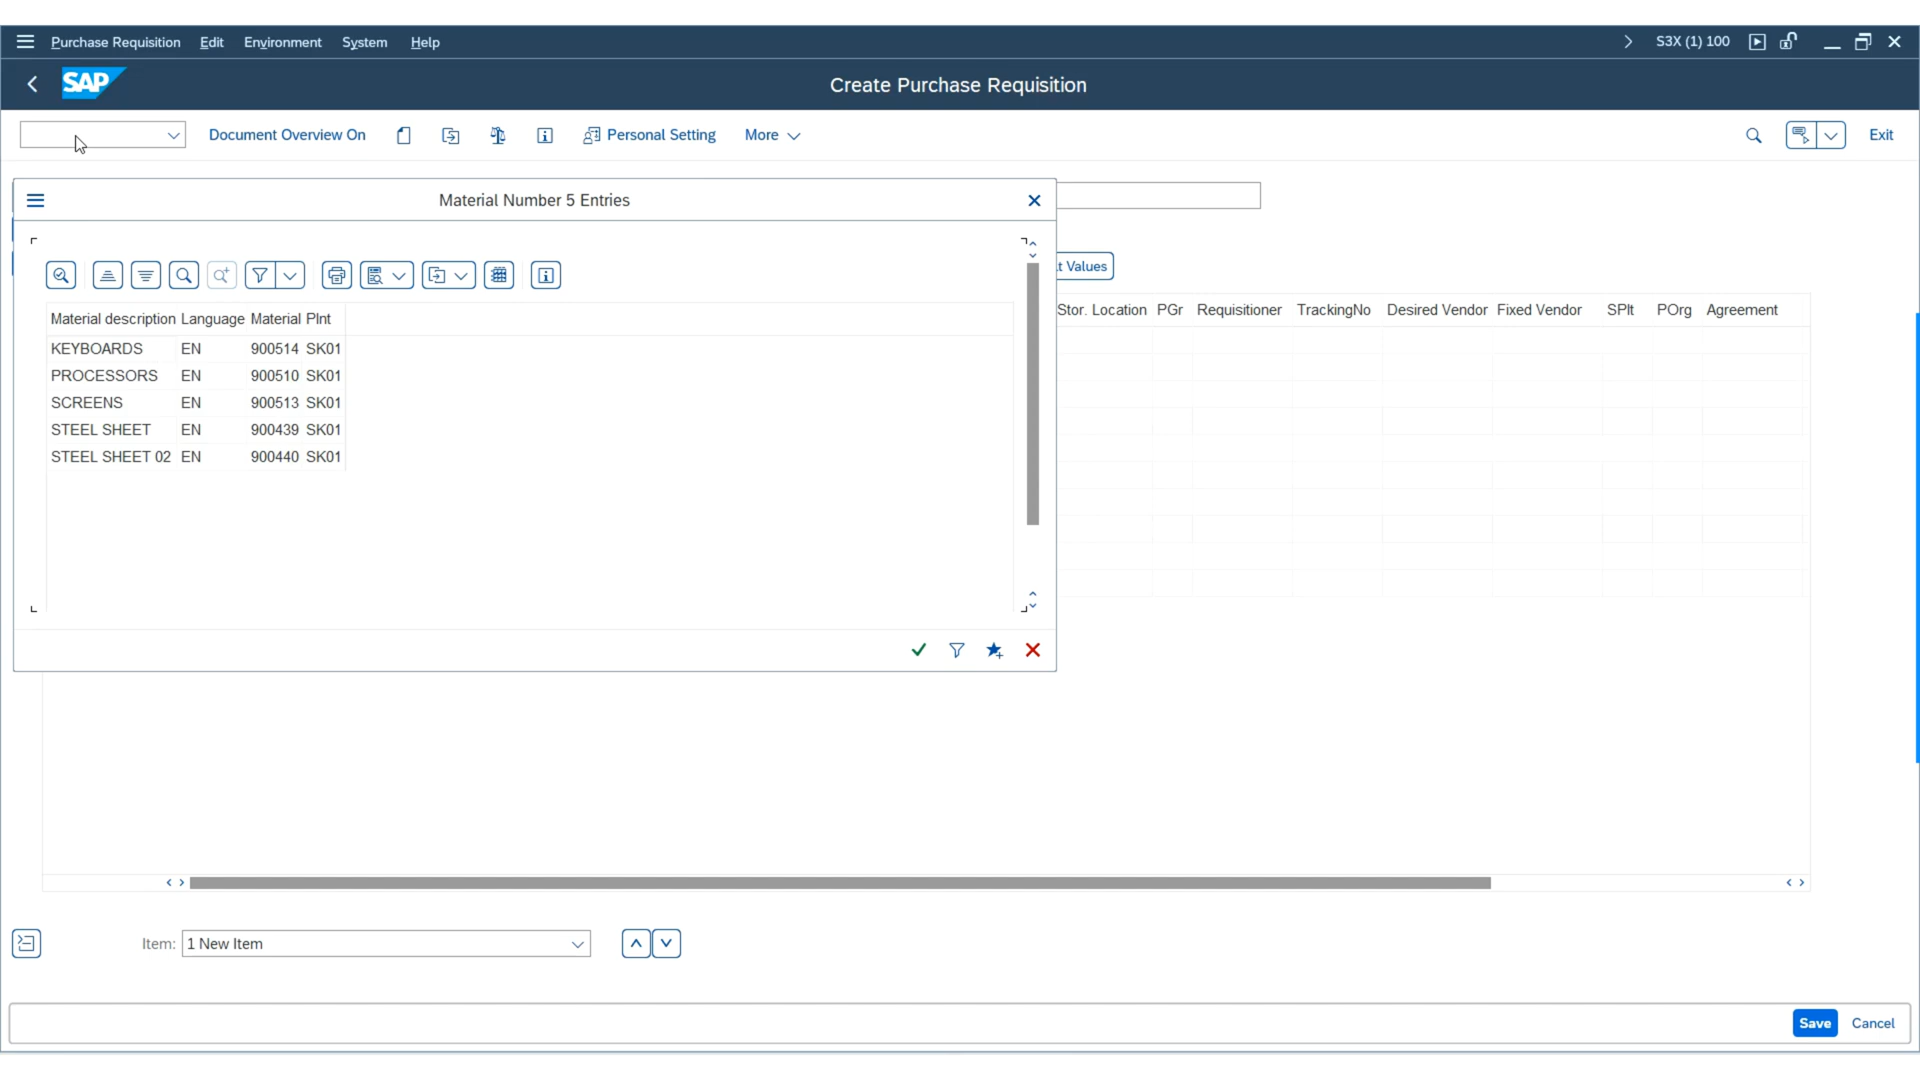 Purchase Requisition Edit Environment System Help S3X (1) 100
SAP Create Purchase Requisition
Document Overview On Personal Setting More Exit
Material Number 5 Entries
t Values
Material description Language Material Plnt
Stor. Location PGr Requisitioner TrackingNo Desired Vendor Fixed Vendor SPlt POrg Agreement
KEYBOARDS EN 900514 SK01
PROCESSORS EN 900510 SK01
SCREENS EN 900513 SK01
STEEL SHEET EN 900439 SK01
STEEL SHEET 02 EN 900440 SK01
Item: 1 New Item
Save Cancel